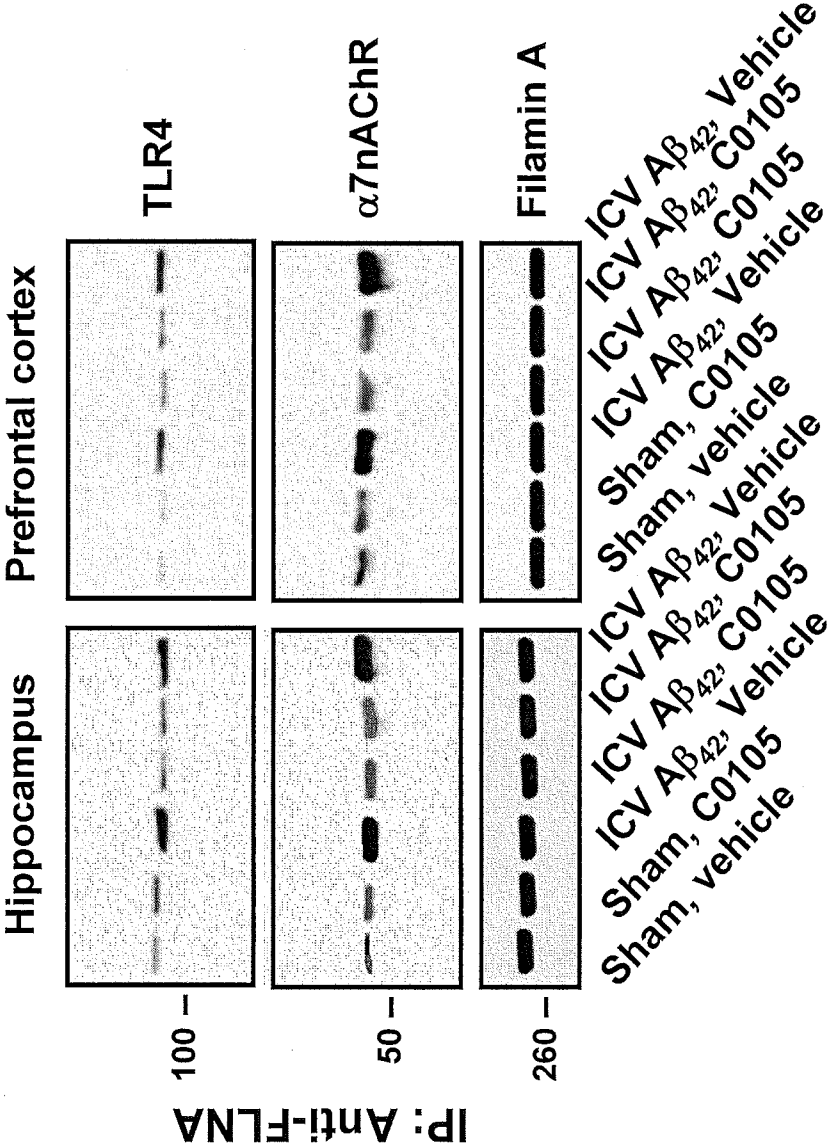 Hippocampus
Prefrontal cortex
IP: Anti-FLNA
100 –
TLR4
50 –
α7nAChR
260 –
Filamin A
Sham, vehicle
Sham, C0105
ICV Aβ42, Vehicle
ICV Aβ42, C0105
ICV Aβ42, C0105
ICV Aβ42, Vehicle
Sham, vehicle
Sham, C0105
ICV Aβ42, Vehicle
ICV Aβ42, C0105
ICV Aβ42, C0105
ICV Aβ42, Vehicle